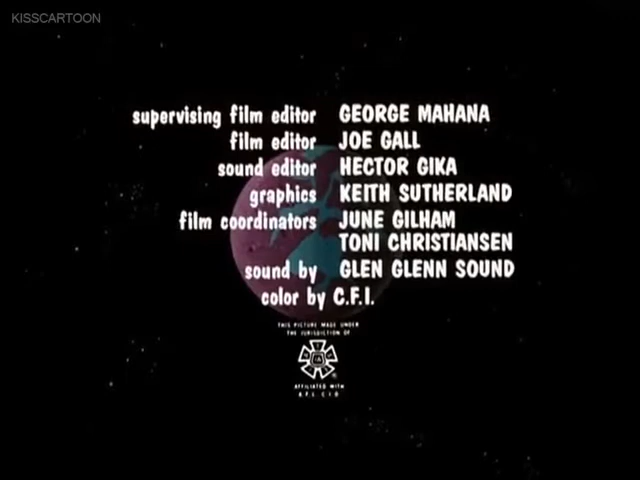 KISSCARTOON
supervising film editor GEORGE MAHANA
film editor JOE GALL
sound editor HECTOR GIKA
graphics KEITH SUTHERLAND
film coordinators JUNE GILHAM
TONI CHRISTIANSEN
sound by GLEN GLENN SOUND
color by C.F.I.
THIS PICTURE MADE UNDER
THE JURISDICTION OF
AFFILIATED WITH
A.F.L. C.I.O